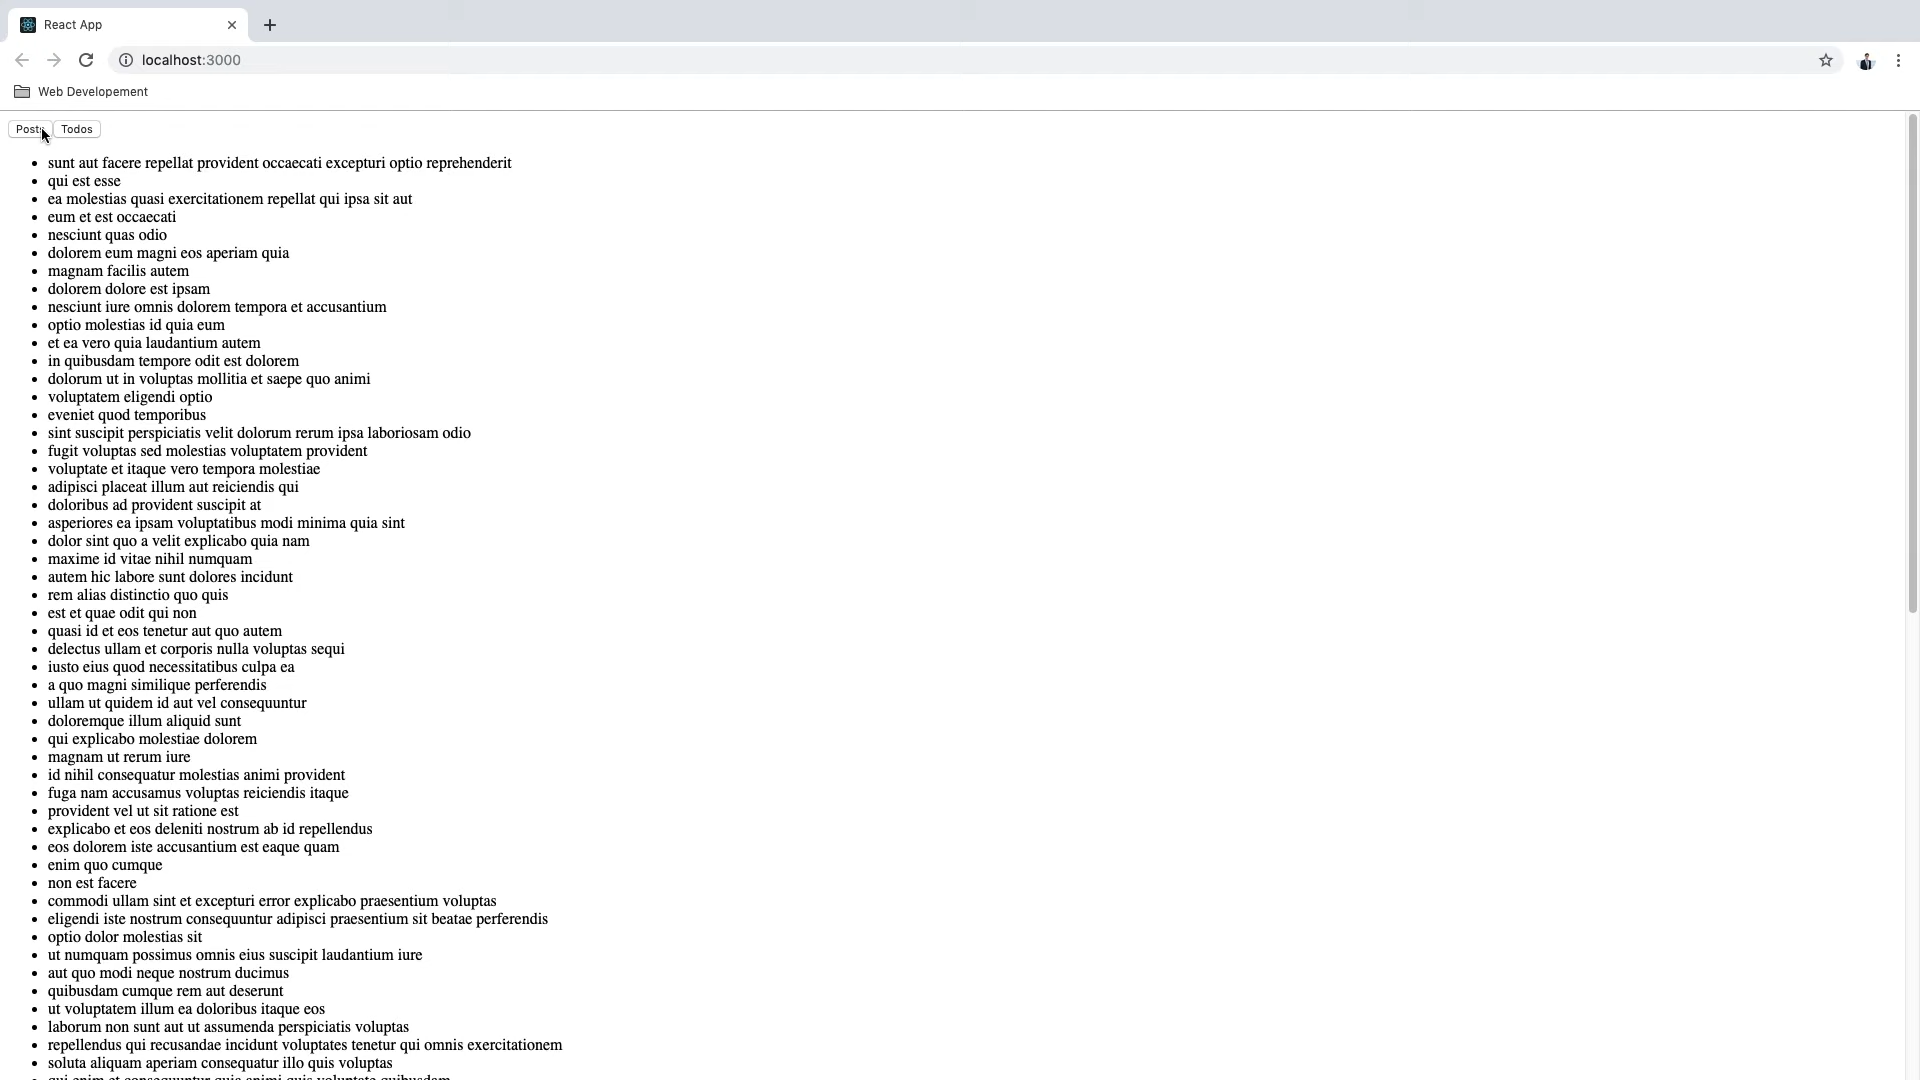 React App
localhost:3000
Web Developement
Posts Todos
sunt aut facere repellat provident occaecati excepturi optio reprehenderit
qui est esse
ea molestias quasi exercitationem repellat qui ipsa sit aut
eum et est occaecati
nesciunt quas odio
dolorem eum magni eos aperiam quia
magnam facilis autem
dolorem dolore est ipsam
nesciunt iure omnis dolorem tempora et accusantium
optio molestias id quia eum
et ea vero quia laudantium autem
in quibusdam tempore odit est dolorem
dolorum ut in voluptas mollitia et saepe quo animi
voluptatem eligendi optio
eveniet quod temporibus
sint suscipit perspiciatis velit dolorum rerum ipsa laboriosam odio
fugit voluptas sed molestias voluptatem provident
voluptate et itaque vero tempora molestiae
adipisci placeat illum aut reiciendis qui
doloribus ad provident suscipit at
asperiores ea ipsam voluptatibus modi minima quia sint
dolor sint quo a velit explicabo quia nam
maxime id vitae nihil numquam
autem hic labore sunt dolores incidunt
rem alias distinctio quo quis
est et quae odit qui non
quasi id et eos tenetur aut quo autem
delectus ullam et corporis nulla voluptas sequi
iusto eius quod necessitatibus culpa ea
a quo magni similique perferendis
ullam ut quidem id aut vel consequuntur
doloremque illum aliquid sunt
qui explicabo molestiae dolorem
magnam ut rerum iure
id nihil consequatur molestias animi provident
fuga nam accusamus voluptas reiciendis itaque
provident vel ut sit ratione est
explicabo et eos deleniti nostrum ab id repellendus
eos dolorem iste accusantium est eaque quam
enim quo cumque
non est facere
commodi ullam sint et excepturi error explicabo praesentium voluptas
eligendi iste nostrum consequuntur adipisci praesentium sit beatae perferendis
optio dolor molestias sit
ut numquam possimus omnis eius suscipit laudantium iure
aut quo modi neque nostrum ducimus
quibusdam cumque rem aut deserunt
ut voluptatem illum ea doloribus itaque eos
laborum non sunt aut ut assumenda perspiciatis voluptas
repellendus qui recusandae incidunt voluptates tenetur qui omnis exercitationem
soluta aliquam aperiam consequatur illo quis voluptas
qui enim et consequuntur quia animi quis voluptate quibusdam